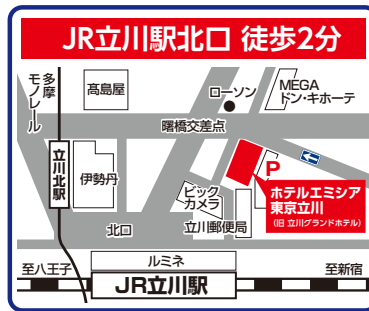 JR立川駅北口 徒歩2分
多摩
モノレール
髙島屋
ローソン
MEGA
ドン・キホーテ
曙橋交差点
立川北駅
伊勢丹
P
ビック
カメラ
ホテルエミシア
東京立川
(旧 立川グランドホテル)
北口
立川郵便局
至八王子
ルミネ
至新宿
JR立川駅